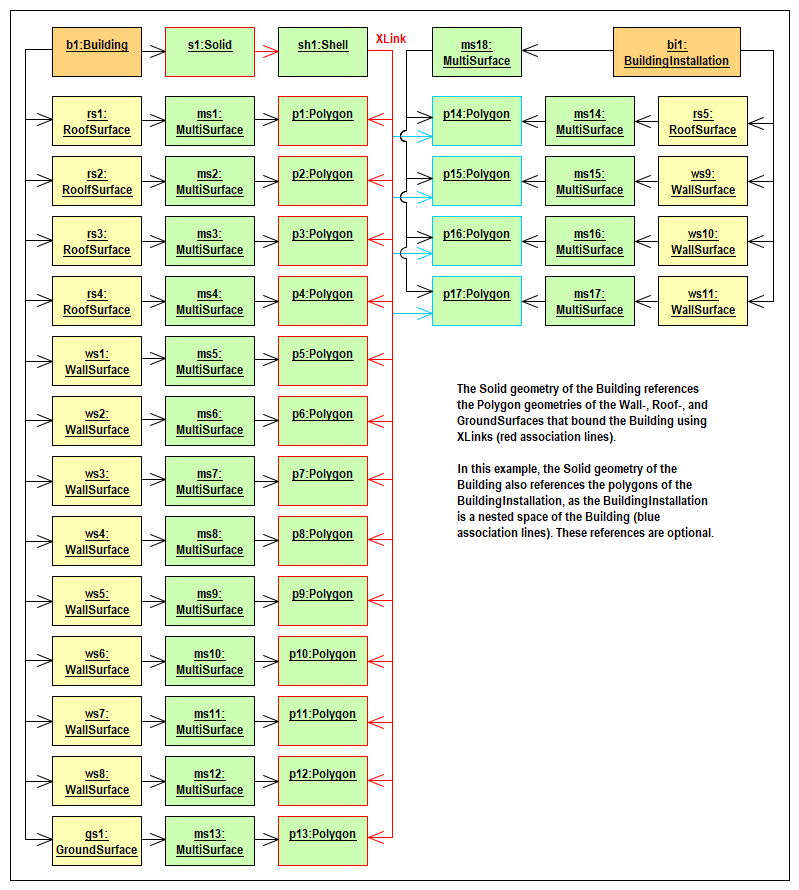 b1:Building
s1:Solid
sh1:Shell
XLink
ms18:
MultiSurface
bi1:
BuildingInstallation
rs1:
RoofSurface
ms1:
MultiSurface
p1:Polygon
p14:Polygon
ms14:
MultiSurface
rs5:
RoofSurface
rs2:
RoolfSurface
ms2:
MultiSurface
p2:Polygon
p15:Polygon
ms15:
MultiSurface
ws9:
WallSurface
rs3:
RoofSurface
ms3:
MultiSurface
p3:Polygon
p16:Polygon
ms16:
MultiSurface
ws10:
WallSurface
rs4:
RoofSurface
ms4:
MultiSurface
p4:Polygon
p17:Polygon
ms17:
MultiSurface
ws11:
WallSurface
ws1:
WallSurface
ms5:
MultiSurface
p5:Polygon
ws2:
WallSurface
ms6:
MultiSurface
p6:Polygon
ws3:
WallSurface
ms7:
MultiSurface
p7:Polygon
ws4:
WallSurface
ms8:
MultiSurface
p8:Polygon
ws5:
WallSurface
ms9:
MultiSurface
p9:Polygon
ws6:
WallSurface
ms10:
MultiSurface
p10:Polygon
ws7:
WallSurface
ms11:
MultiSurface
p11:Polygon
ws8:
WallSurface
ms12:
MultiSurface
p12:Polygon
gs1:
GroundSurface
ms13:
MultiSurface
p13:Polygon
The Solid geometry of the Building references
the Polygon geometries of the Wall-, Roof-, and
GroundSurfaces that bound the Building using
XLinks (red association lines).
In this example, the Solid geometry of the
Building also references the polygons of the
BuildingInstallation, as the BuildingInstallation
is a nested space of the Building (blue
association lines). These references are optional.